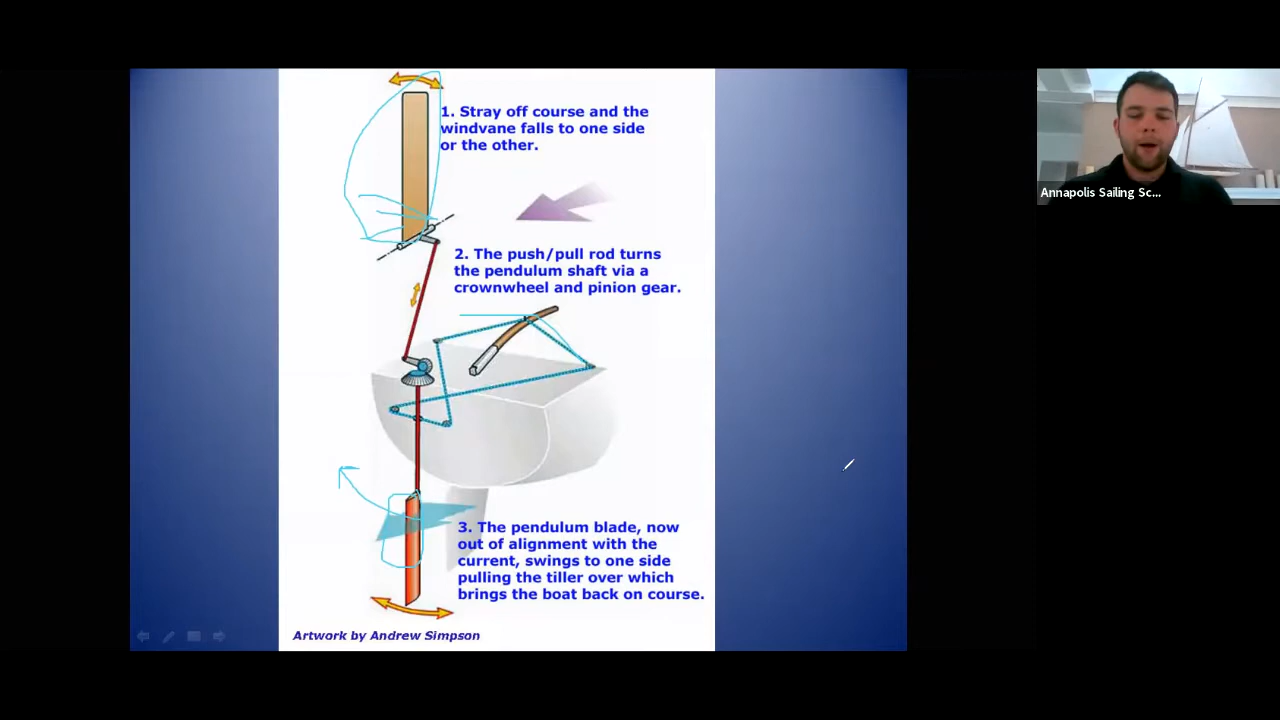 1. Stray off course and the
windvane falls to one side
or the other.
2. The push/pull rod turns
the pendulum shaft via a
crownwheel and pinion gear.
3. The pendulum blade, now
out of alignment with the
current, swings to one side
pulling the tiller over which
brings the boat back on course.
Artwork by Andrew Simpson
Annapolis Sailing Sc...